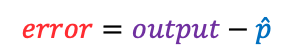 error = output − p̂